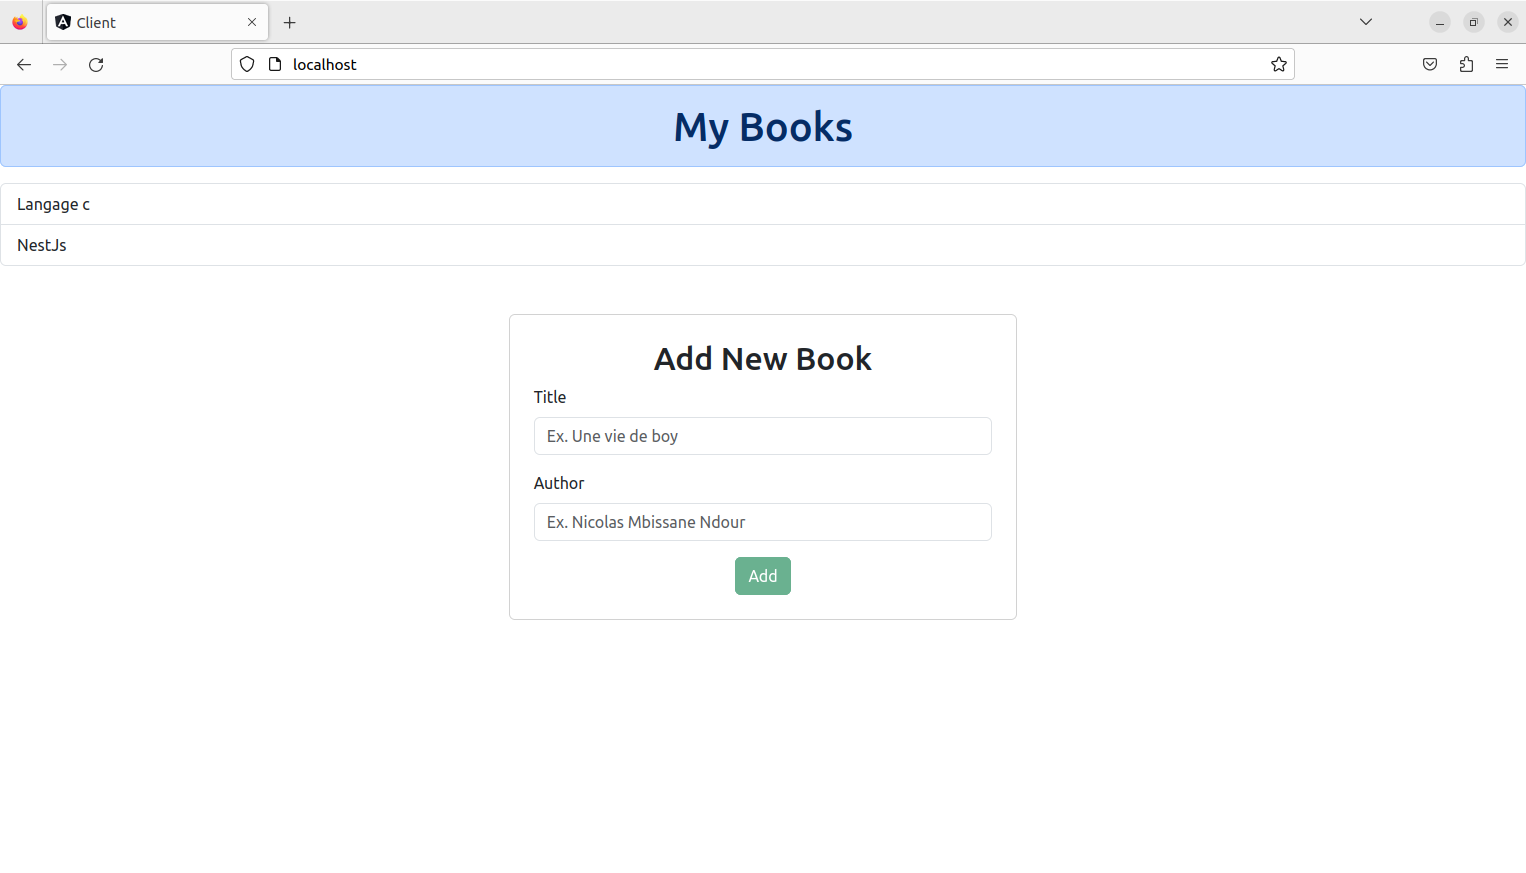 Client
localhost
My Books
Langage c
NestJs
Add New Book
Title
Ex. Une vie de boy
Author
Ex. Nicolas Mbissane Ndour
Add